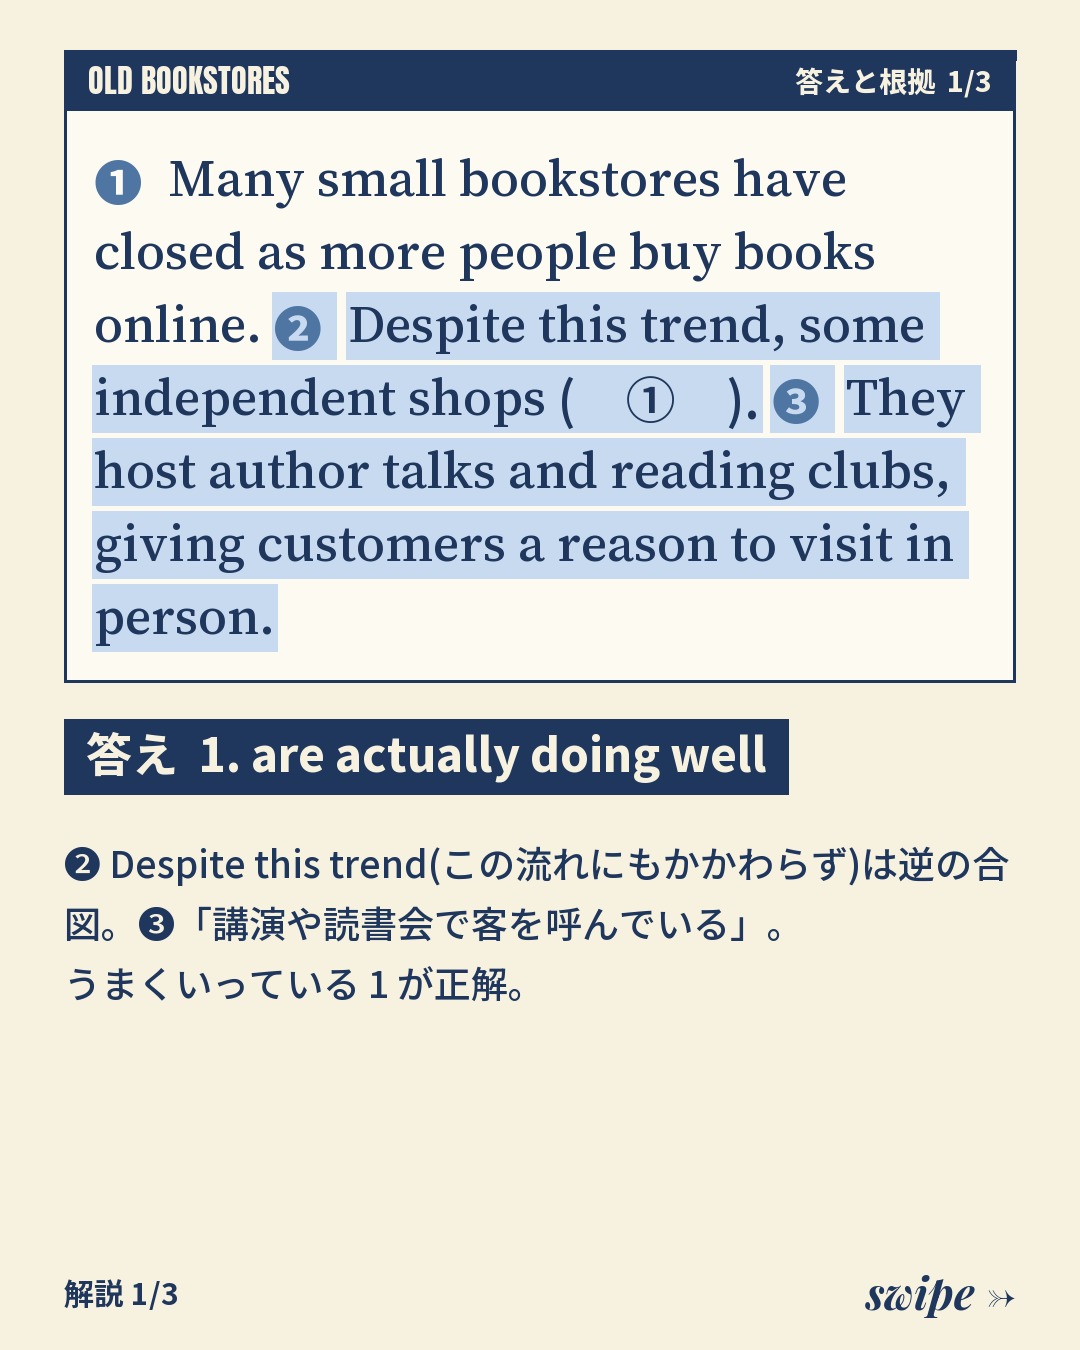 OLD BOOKSTORES 答えと根拠 1/3
❶ Many small bookstores have
closed as more people buy books
online. ❷ Despite this trend, some
independent shops ( ① ). ❸ They
host author talks and reading clubs,
giving customers a reason to visit in
person.
答え 1. are actually doing well
❷ Despite this trend(この流れにもかかわらず)は逆の合
図。❸「講演や読書会で客を呼んでいる」。
うまくいっている 1 が正解。
解説 1/3
swipe